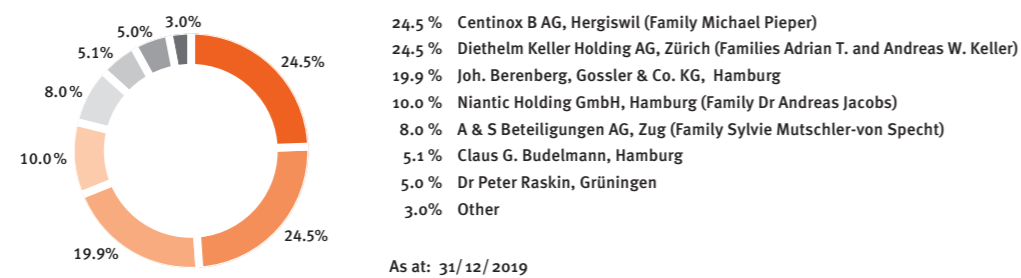 3.0%
5.0%
5.1%
8.0%
10.0%
19.9%
24.5%
24.5%
24.5 % Centinox B AG, Hergiswil (Family Michael Pieper)
24.5 % Diethelm Keller Holding AG, Zürich (Families Adrian T. and Andreas W. Keller)
19.9 % Joh. Berenberg, Gossler & Co. KG, Hamburg
10.0 % Niantic Holding GmbH, Hamburg (Family Dr Andreas Jacobs)
8.0 % A & S Beteiligungen AG, Zug (Family Sylvie Mutschler-von Specht)
5.1 % Claus G. Budelmann, Hamburg
5.0 % Dr Peter Raskin, Grüningen
3.0% Other
As at: 31/12/2019